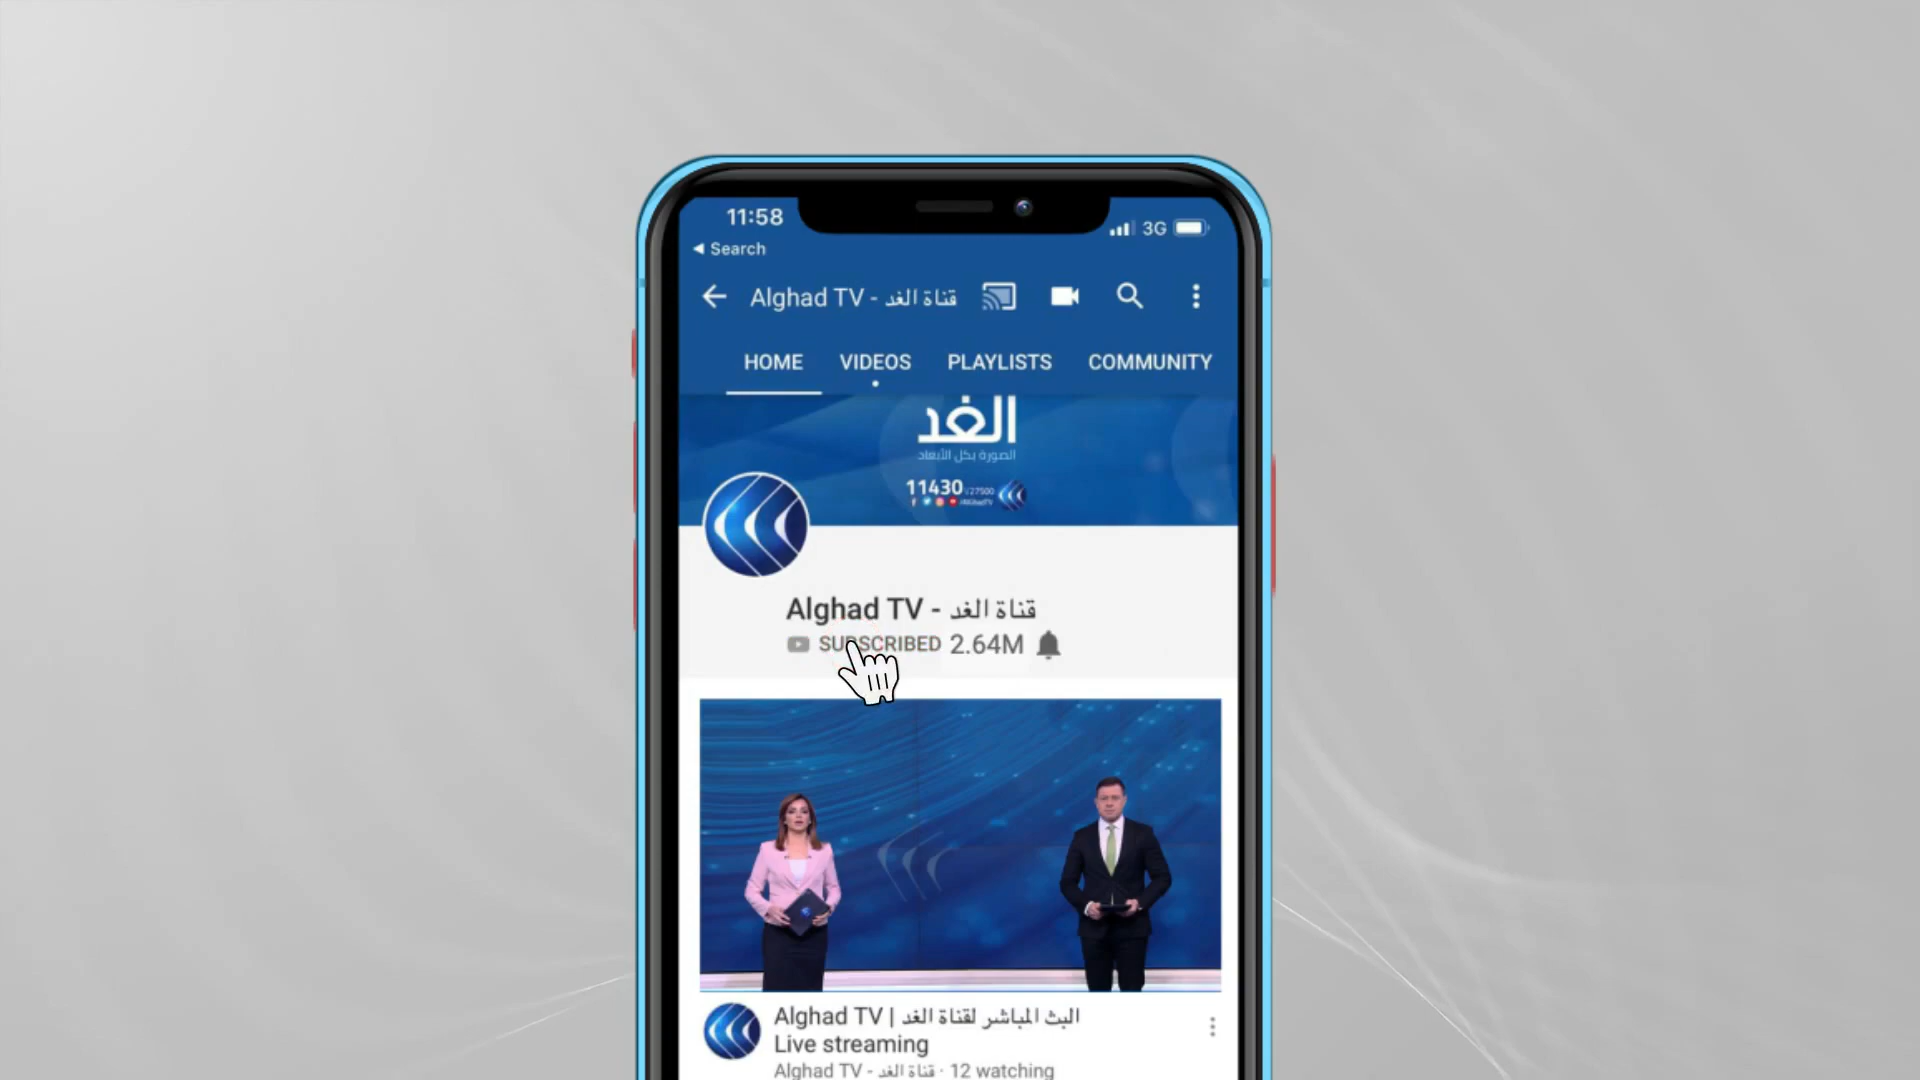 11:58
3G
Search
Alghad TV - قناة الغد
HOME VIDEOS PLAYLISTS COMMUNITY
الغد
الصورة بكل الأبعاد
11430
27500
Alghad TV - قناة الغد
SUBSCRIBED 2.64M
Alghad TV | البث المباشر لقناة الغد
Live streaming
Alghad TV - قناة الغد · 12 watching